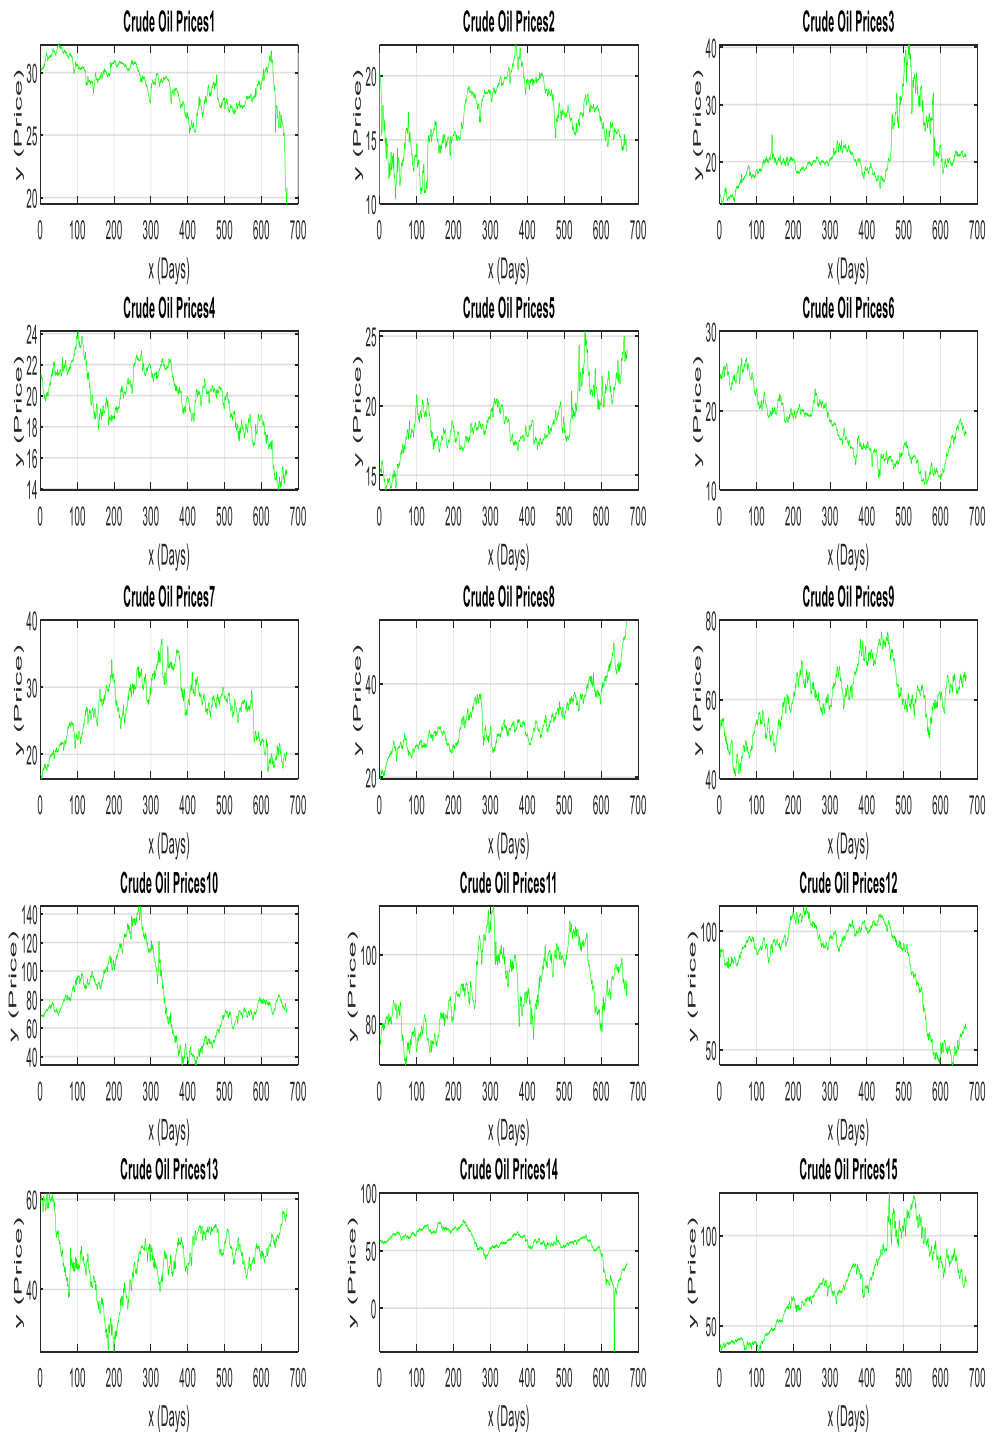 Crude Oil Prices1 Crude Oil Prices2 Crude Oil Prices3
y (Price) 30 25 20
y (Price) 20 15 10
y (Price) 40 30 20
0 100 200 300 400 500 600 700
0 100 200 300 400 500 600 700
0 100 200 300 400 500 600 700
x (Days) x (Days) x (Days)
Crude Oil Prices4 Crude Oil Prices5 Crude Oil Prices6
y (Price) 24 22 20 18 16 14
y (Price) 25 20 15
y (Price) 30 20 10
0 100 200 300 400 500 600 700
0 100 200 300 400 500 600 700
0 100 200 300 400 500 600 700
x (Days) x (Days) x (Days)
Crude Oil Prices7 Crude Oil Prices8 Crude Oil Prices9
y (Price) 40 30 20
y (Price) 40 20
y (Price) 80 60 40
0 100 200 300 400 500 600 700
0 100 200 300 400 500 600 700
0 100 200 300 400 500 600 700
x (Days) x (Days) x (Days)
Crude Oil Prices10 Crude Oil Prices11 Crude Oil Prices12
y (Price) 140 120 100 80 60 40
y (Price) 100 80
y (Price) 100 50
0 100 200 300 400 500 600 700
0 100 200 300 400 500 600 700
0 100 200 300 400 500 600 700
x (Days) x (Days) x (Days)
Crude Oil Prices13 Crude Oil Prices14 Crude Oil Prices15
y (Price) 60 40
y (Price) 100 50 0
y (Price) 100 50
0 100 200 300 400 500 600 700
0 100 200 300 400 500 600 700
0 100 200 300 400 500 600 700
x (Days) x (Days) x (Days)